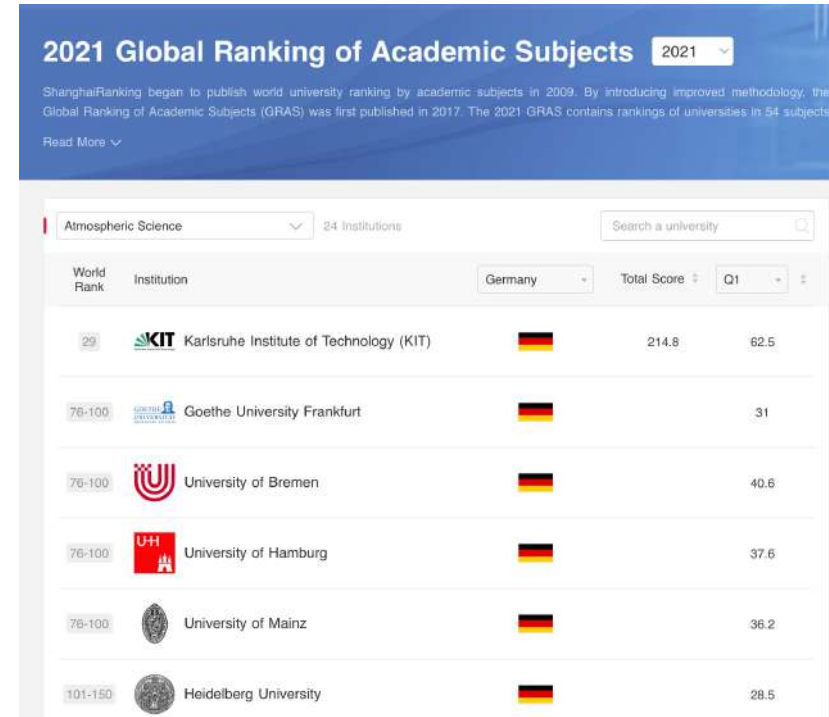 2021 Global Ranking of Academic Subjects 2021
ShanghaiRanking began to publish world university ranking by academic subjects in 2009. By introducing improved methodology, the
Global Ranking of Academic Subjects (GRAS) was first published in 2017. The 2021 GRAS contains rankings of universities in 54 subjects
Read More
Atmospheric Science 24 Institutions Search a university
World Rank Institution Germany Total Score Q1
29 KIT Karlsruhe Institute of Technology (KIT) 214.8 62.5
76-100 Goethe University Frankfurt 31
76-100 University of Bremen 40.6
76-100 UH University of Hamburg 37.6
76-100 University of Mainz 36.2
101-150 Heidelberg University 28.5